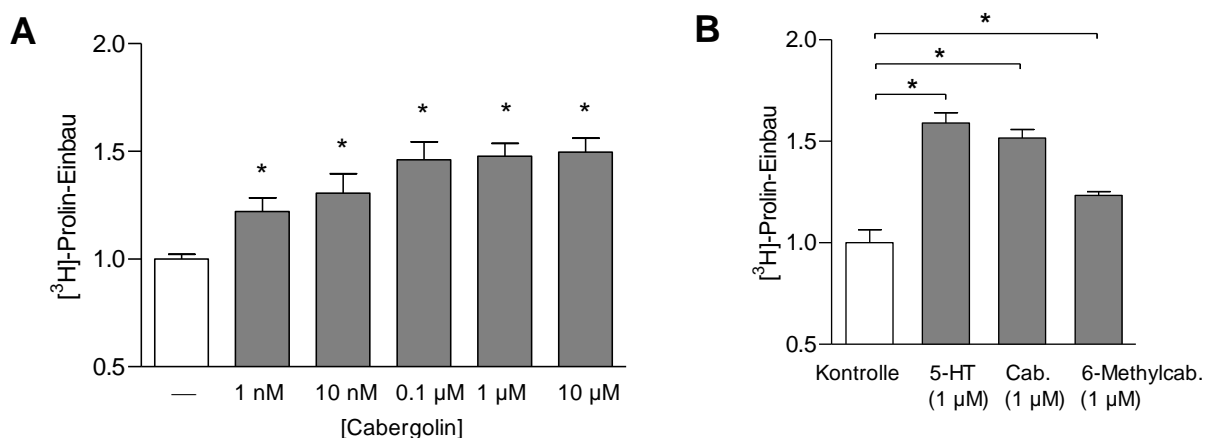 A
2.0
1.5
1.0
0.5
[³H]-Prolin-Einbau
* * * * *
— 1 nM 10 nM 0.1 µM 1 µM 10 µM
[Cabergolin]
B
2.0
1.5
1.0
0.5
[³H]-Prolin-Einbau
*
*
*
Kontrolle 5-HT Cab. 6-Methylcab.
(1 µM) (1 µM) (1 µM)